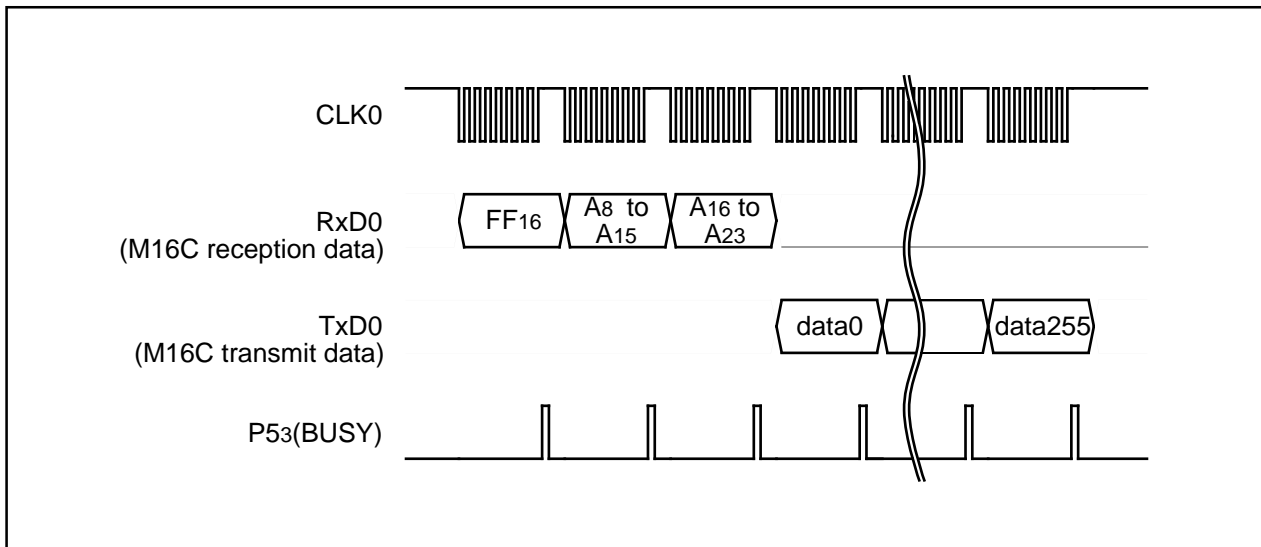 CLK0
RxD0
(M16C reception data)
FF16
A8 to
A15
A16 to
A23
TxD0
(M16C transmit data)
data0
data255
P53(BUSY)